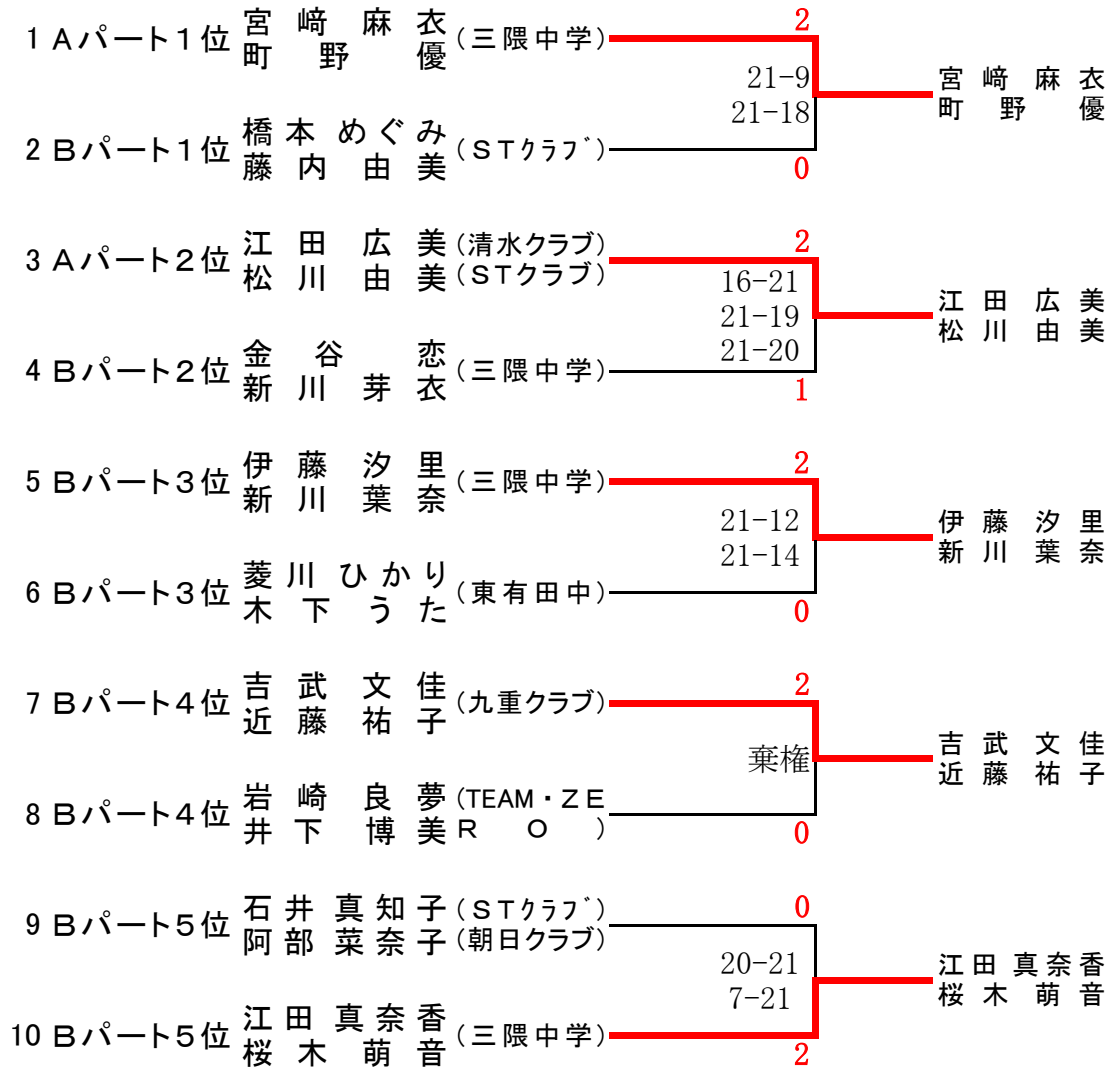 1 Aパート1位 宮﨑麻衣 町野優 (三隈中学) 2
21-9
21-18
宮﨑麻衣
町野優
2 Bパート1位 橋本めぐみ 藤内由美 (STｸﾗﾌﾞ) 0
3 Aパート2位 江田広美 (清水クラブ) 松川由美 (STクラブ) 2
16-21
21-19
21-20
江田広美
松川由美
4 Bパート2位 金谷恋 新川芽衣 (三隈中学) 1
5 Bパート3位 伊藤汐里 新川葉奈 (三隈中学) 2
21-12
21-14
伊藤汐里
新川葉奈
6 Bパート3位 菱川ひかり 木下うた (東有田中) 0
7 Bパート4位 吉武文佳 近藤祐子 (九重クラブ) 2
棄権
吉武文佳
近藤祐子
8 Bパート4位 岩崎良夢 井下博美 (TEAM・ZERO) 0
9 Bパート5位 石井真知子 (STｸﾗﾌﾞ) 阿部菜奈子 (朝日クラブ) 0
20-21
7-21
江田真奈香
桜木萌音
10 Bパート5位 江田真奈香 桜木萌音 (三隈中学) 2